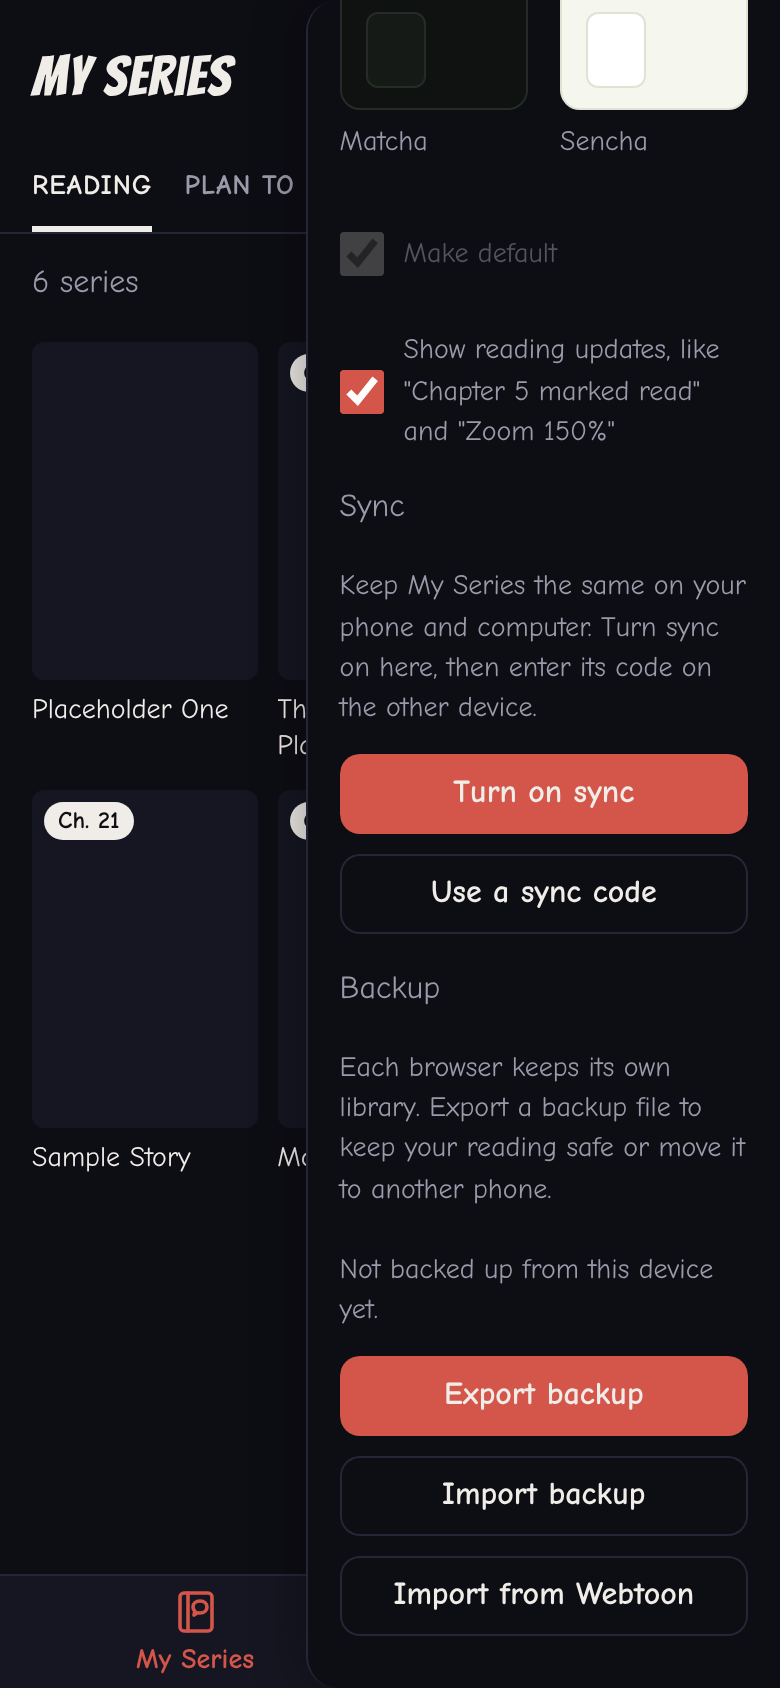 MY SERIES
READING PLAN TO
6 series
Placeholder One
Th
Pla
Ch. 21
Sample Story
Mo
My Series
Matcha
Sencha
Make default
Show reading updates, like
"Chapter 5 marked read"
and "Zoom 150%"
Sync
Keep My Series the same on your
phone and computer. Turn sync
on here, then enter its code on
the other device.
Turn on sync
Use a sync code
Backup
Each browser keeps its own
library. Export a backup file to
keep your reading safe or move it
to another phone.
Not backed up from this device
yet.
Export backup
Import backup
Import from Webtoon